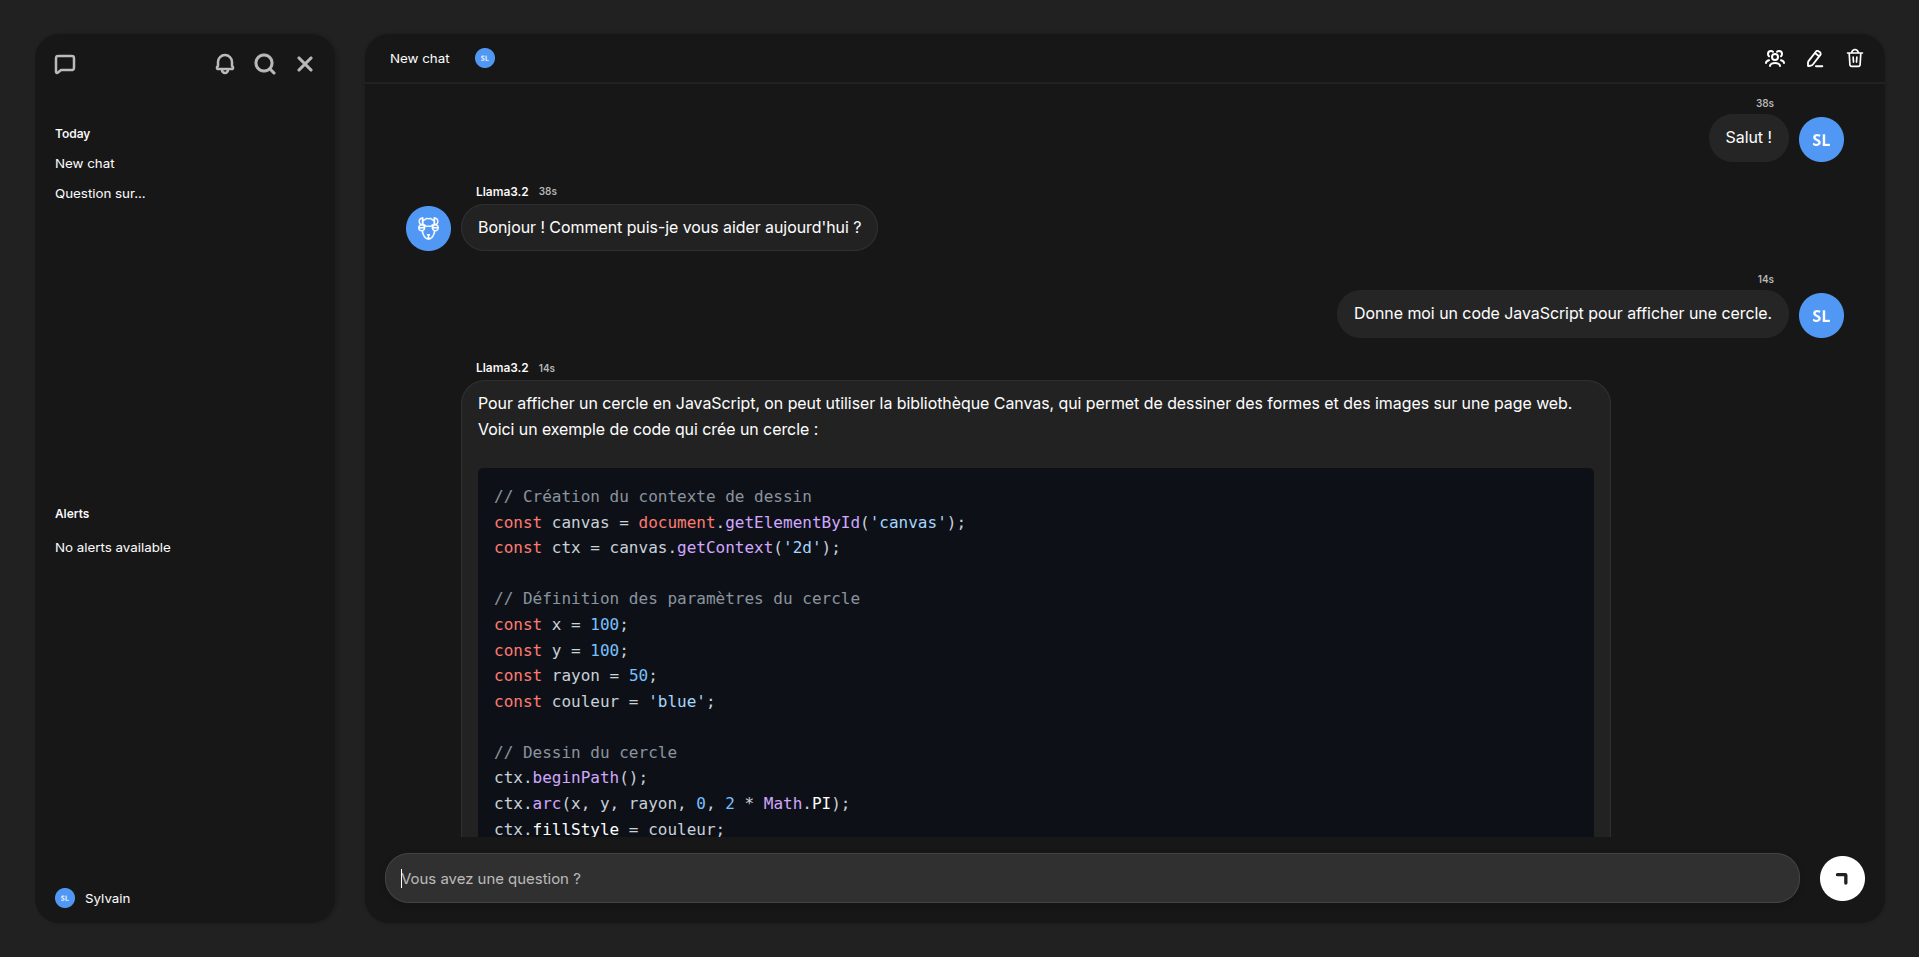 Today
New chat
Question sur...
Alerts
No alerts available
SL Sylvain
New chat SL
38s
Salut !
SL
Llama3.2 38s
Bonjour ! Comment puis-je vous aider aujourd'hui ?
14s
Donne moi un code JavaScript pour afficher une cercle.
SL
Llama3.2 14s
Pour afficher un cercle en JavaScript, on peut utiliser la bibliothèque Canvas, qui permet de dessiner des formes et des images sur une page web.
Voici un exemple de code qui crée un cercle :
// Création du contexte de dessin
const canvas = document.getElementById('canvas');
const ctx = canvas.getContext('2d');
// Définition des paramètres du cercle
const x = 100;
const y = 100;
const rayon = 50;
const couleur = 'blue';
// Dessin du cercle
ctx.beginPath();
ctx.arc(x, y, rayon, 0, 2 * Math.PI);
ctx.fillStyle = couleur;
Vous avez une question ?